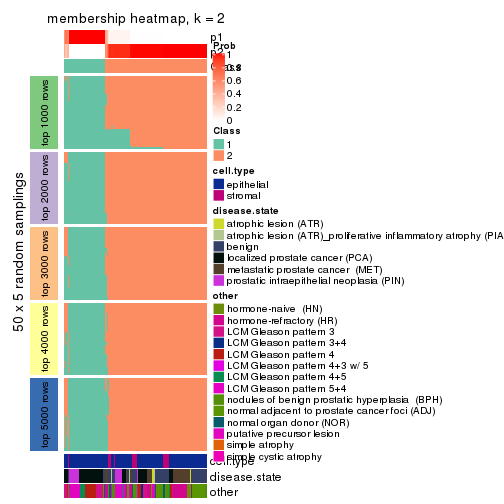 membership heatmap, k = 2
p1
p2
Class
50 x 5 random samplings
top 1000 rows
top 2000 rows
top 3000 rows
top 4000 rows
top 5000 rows
cell.type
disease.state
other
Prob
1
0.8
0.6
0.4
0.2
0
Class
1
2
cell.type
epithelial
stromal
disease.state
atrophic lesion (ATR)
atrophic lesion (ATR)_proliferative inflammatory atrophy (PIA
benign
localized prostate cancer (PCA)
metastatic prostate cancer (MET)
prostatic intraepithelial neoplasia (PIN)
other
hormone-naive (HN)
hormone-refractory (HR)
LCM Gleason pattern 3
LCM Gleason pattern 3+4
LCM Gleason pattern 4
LCM Gleason pattern 4+3 w/ 5
LCM Gleason pattern 4+5
LCM Gleason pattern 5+4
nodules of benign prostatic hyperplasia (BPH)
normal adjacent to prostate cancer foci (ADJ)
normal organ donor (NOR)
putative precursor lesion
simple atrophy
simple cystic atrophy